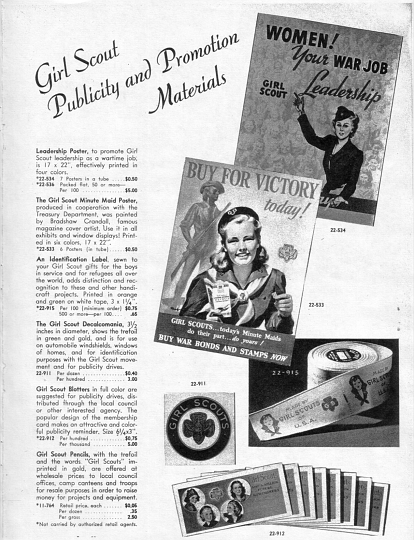 Girl Scout
Publicity and Promotion
Materials
Leadership Poster, to promote Girl
Scout leadership as a wartime job,
is 17 x 22", effectively printed in
four colors.
*22-534 7 Posters in a tube .....$0.50
*22-536 Packed flat, 50 or more—
Per 100 $5.00
The Girl Scout Minute Maid Poster,
produced in cooperation with the
Treasury Department, was painted
by Bradshaw Crandall, famous
magazine cover artist. Use it in all
exhibits and window displays! Print-
ed in six colors, 17 x 22".
*22-533 6 Posters (in tube).....$0.50
An Identification Label, sewn to
your Girl Scout gifts for the boys
in service and for refugees all over
the world, adds distinction and rec-
ognition to these and other handi-
craft projects. Printed in orange
and green on white tape, 3 x 1¼".
*22-915 Per 100 (minimum order) $0.75
500 or more—per 100.... .65
The Girl Scout Decalcomania, 3½
inches in diameter, shows the trefoil
in green and gold, and is for use
on automobile windshields, windows
of homes, and for identification
purposes with the Girl Scout move-
ment and for publicity drives.
22-911 Per dozen ..........$0.40
Per hundred ......... 3.00
Girl Scout Blotters in full color are
suggested for publicity drives, dis-
tributed through the local council
or other interested agency. The
popular design of the membership
card makes an attractive and color-
ful publicity reminder. Size 6¼x3".
*22-912 Per hundred ........$0.75
Per thousand ........ 5.00
Girl Scout Pencils, with the trefoil
and the words "Girl Scouts" im-
printed in gold, are offered at
wholesale prices to local council
offices, camp canteens and troops
for resale purposes in order to raise
money for projects and equipment.
*11-764 Retail price, each .....$0.05
Per dozen ........... .35
Per gross ........... 2.50
*Not carried by authorized retail agents.
WOMEN!
Your WAR JOB
GIRL
SCOUT
Leadership
22-534
BUY FOR VICTORY
today!
GIRL SCOUTS...today's Minute Maids
do their part...do yours!
BUY WAR BONDS AND STAMPS NOW
22-533
22-911
GIRL SCOUTS
22-915
U.S.A.
22-912